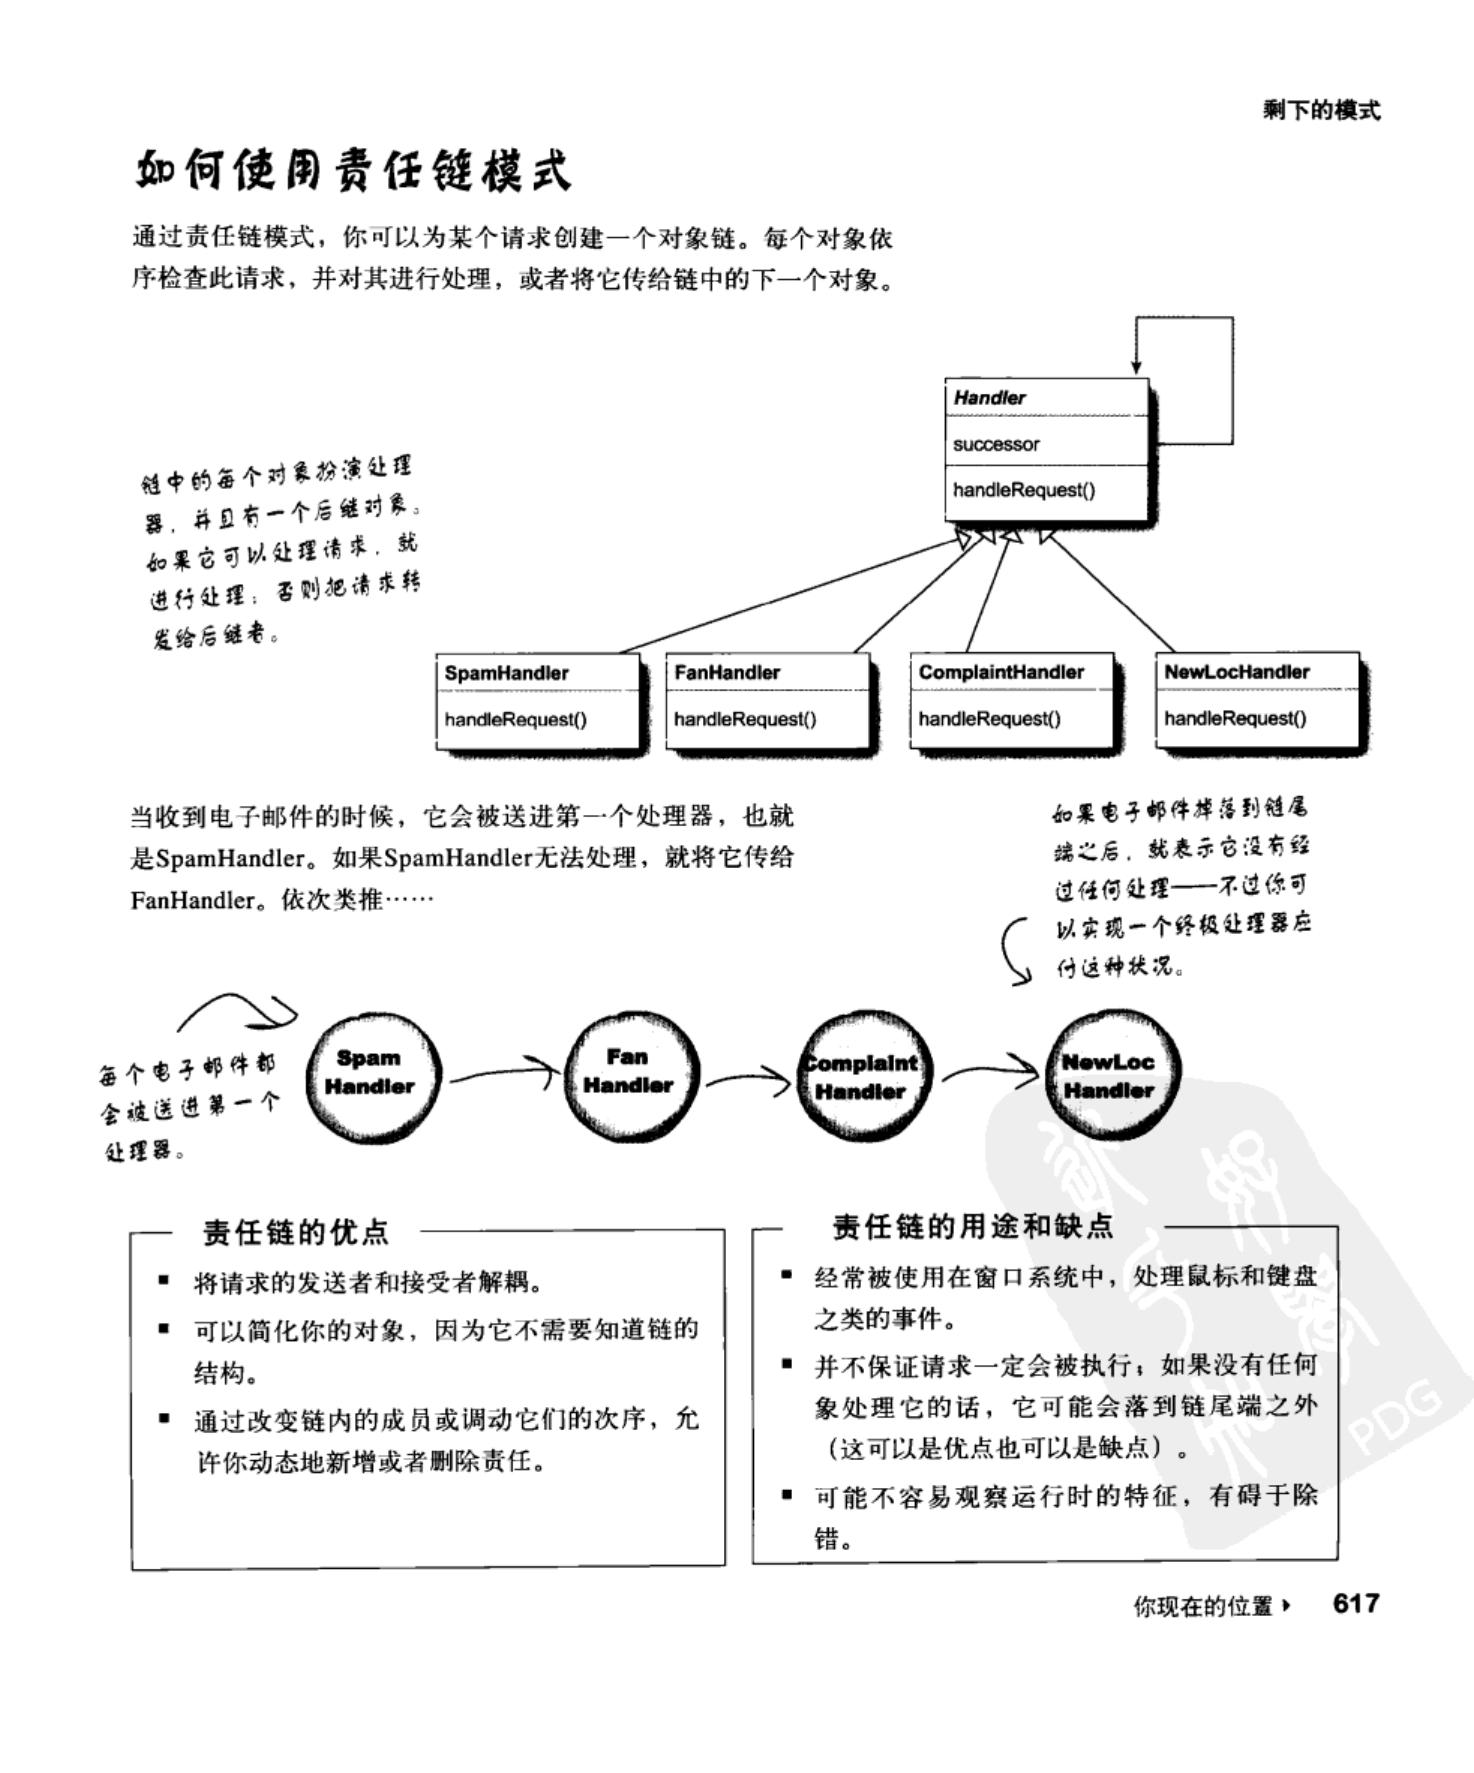 剩下的模式
如何使用责任链模式
通过责任链模式，你可以为某个请求创建一个对象链。每个对象依
序检查此请求，并对其进行处理，或者将它传给链中的下一个对象。
Handler
successor
handleRequest()
链中的每个对象扮演处理
器，并且有一个后继对象。
如果它可以处理请求，就
进行处理；否则把请求转
发给后继者。
SpamHandler
handleRequest()
FanHandler
handleRequest()
ComplaintHandler
handleRequest()
NewLocHandler
handleRequest()
当收到电子邮件的时候，它会被送进第一个处理器，也就
是SpamHandler。如果SpamHandler无法处理，就将它传给
FanHandler。依次类推……
如果电子邮件掉落到链尾
端之后，就表示它没有经
过任何处理——不过你可
以实现一个终极处理器应
付这种状况。
每个电子邮件都
会被送进第一个
处理器。
Spam
Handler
Fan
Handler
Complaint
Handler
NewLoc
Handler
责任链的优点
▪ 将请求的发送者和接受者解耦。
▪ 可以简化你的对象，因为它不需要知道链的
结构。
▪ 通过改变链内的成员或调动它们的次序，允
许你动态地新增或者删除责任。
责任链的用途和缺点
▪ 经常被使用在窗口系统中，处理鼠标和键盘
之类的事件。
▪ 并不保证请求一定会被执行；如果没有任何
象处理它的话，它可能会落到链尾端之外
（这可以是优点也可以是缺点）。
▪ 可能不容易观察运行时的特征，有碍于除
错。
PDG
你现在的位置 617